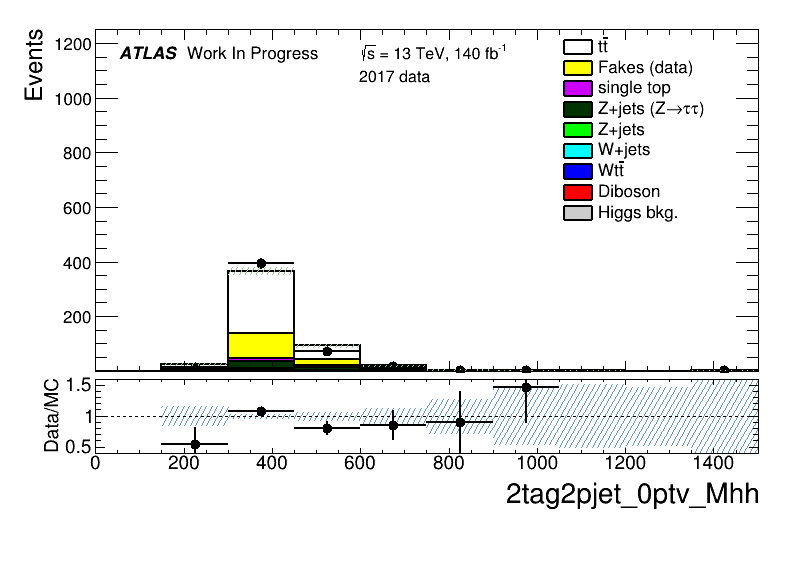 Events
1200
1000
800
600
400
200
ATLAS Work In Progress
√s = 13 TeV, 140 fb⁻¹
2017 data
tt̄
Fakes (data)
single top
Z+jets (Z→ττ)
Z+jets
W+jets
Wtt̄
Diboson
Higgs bkg.
Data/MC
1.5
1
0.5
0 200 400 600 800 1000 1200 1400
2tag2pjet_0ptv_Mhh